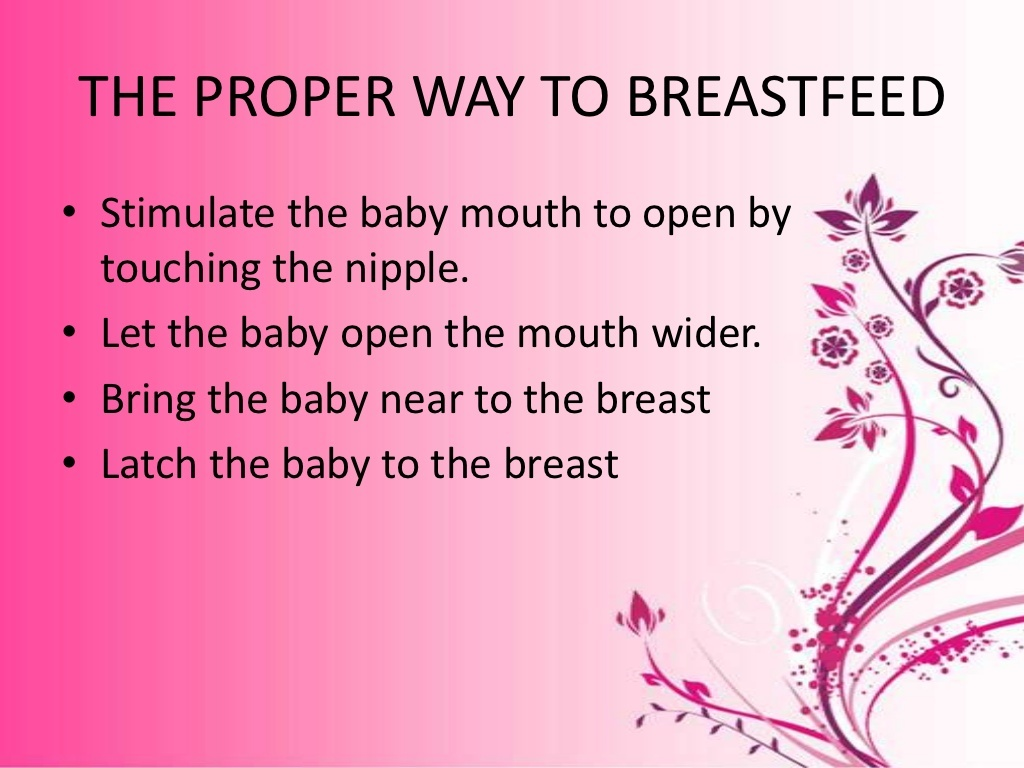 THE PROPER WAY TO BREASTFEED
• Stimulate the baby mouth to open by
touching the nipple.
• Let the baby open the mouth wider.
• Bring the baby near to the breast
• Latch the baby to the breast